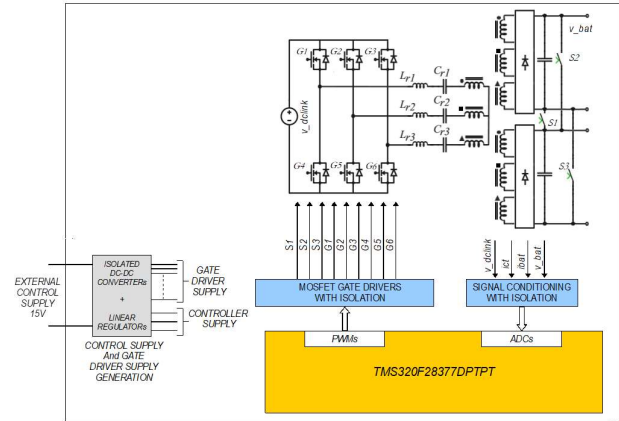 G1
G2
G3
v_dclink
Lr1
Cr1
Lr2
Cr2
Lr3
Cr3
G4
G5
G6
v_bat
S2
S1
S3
S1
S2
S3
G1
G2
G3
G4
G5
G6
v_dclink
ict
ibat
v_bat
EXTERNAL
CONTROL
SUPPLY
15V
ISOLATED
DC-DC
CONVERTERs
+
LINEAR
REGULATORs
GATE
DRIVER
SUPPLY
CONTROLLER
SUPPLY
CONTROL SUPPLY
And GATE
DRIVER SUPPLY
GENERATION
MOSFET GATE DRIVERS
WITH ISOLATION
SIGNAL CONDITIONING
WITH ISOLATION
PWMs
ADCs
TMS320F28377DPTPT